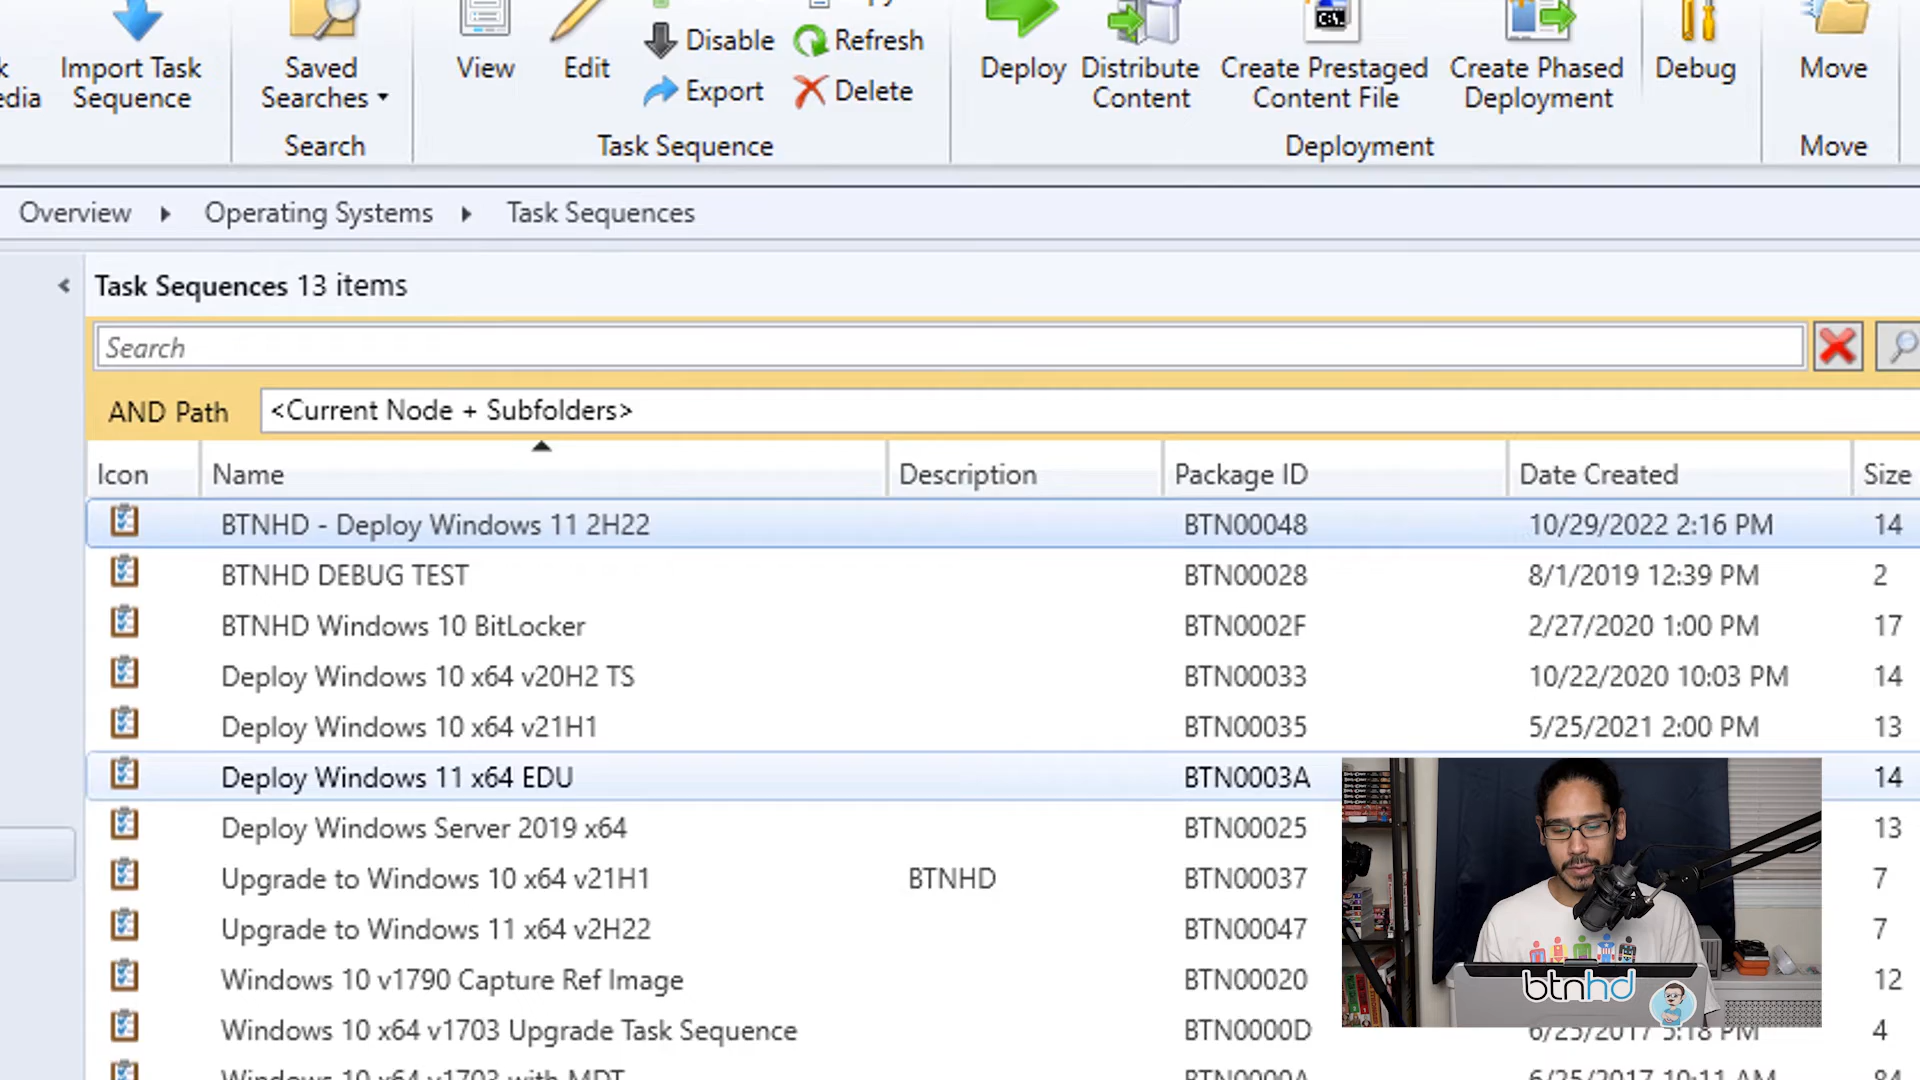 Disable
Refresh
Import Task
Sequence
Saved
Searches
View
Edit
Export
Delete
Deploy
Distribute
Content
Create Prestaged
Content File
Create Phased
Deployment
Debug
Move
Search
Task Sequence
Deployment
Move
Overview
Operating Systems
Task Sequences
Task Sequences 13 items
Search
AND Path
<Current Node + Subfolders>
Icon Name Description Package ID Date Created Size
BTNHD - Deploy Windows 11 2H22 BTN00048 10/29/2022 2:16 PM 14
BTNHD DEBUG TEST BTN00028 8/1/2019 12:39 PM 2
BTNHD Windows 10 BitLocker BTN0002F 2/27/2020 1:00 PM 17
Deploy Windows 10 x64 v20H2 TS BTN00033 10/22/2020 10:03 PM 14
Deploy Windows 10 x64 v21H1 BTN00035 5/25/2021 2:00 PM 13
Deploy Windows 11 x64 EDU BTN0003A 14
Deploy Windows Server 2019 x64 BTN00025 13
Upgrade to Windows 10 x64 v21H1 BTNHD BTN00037 7
Upgrade to Windows 11 x64 v2H22 BTN00047 7
Windows 10 v1790 Capture Ref Image BTN00020 12
Windows 10 x64 v1703 Upgrade Task Sequence BTN0000D 6/25/2017 5:18 PM 4
Windows 10 x64 v1703 with MDT BTN0000A 6/25/2017 10:11 AM 84
btnhd